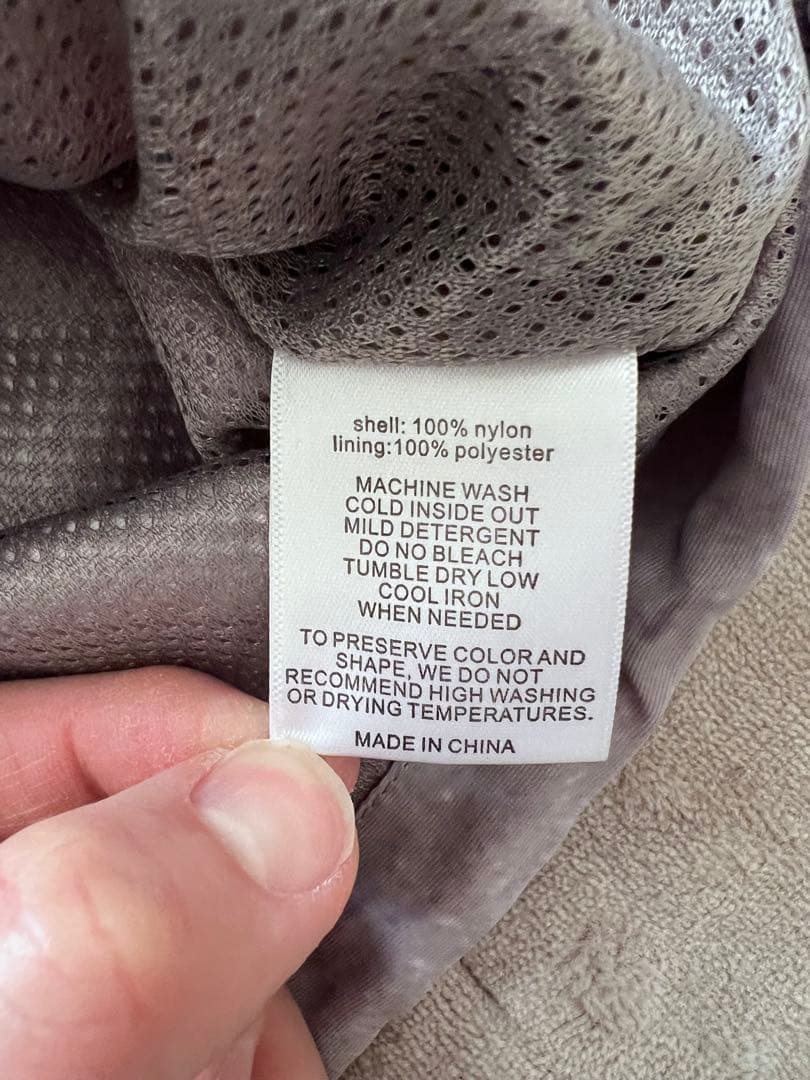 shell: 100% nylon
lining:100% polyester
MACHINE WASH
COLD INSIDE OUT
MILD DETERGENT
DO NO BLEACH
TUMBLE DRY LOW
COOL IRON
WHEN NEEDED
TO PRESERVE COLOR AND
SHAPE, WE DO NOT
RECOMMEND HIGH WASHING
OR DRYING TEMPERATURES.
MADE IN CHINA